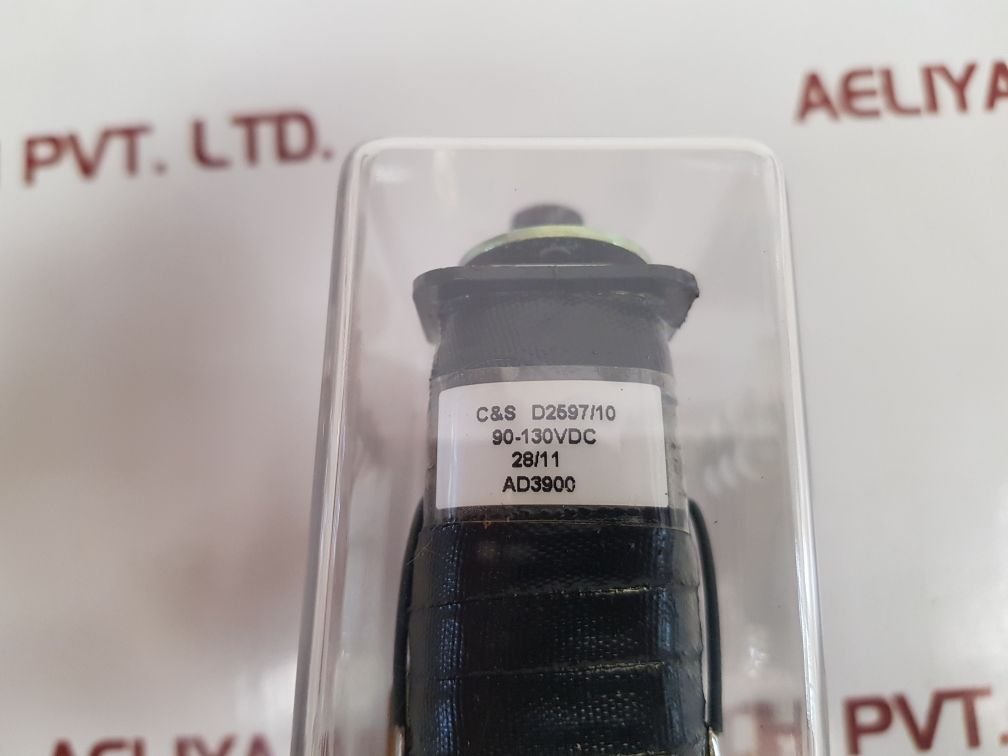 PVT. LTD.
AELIYA
C&S D2597/10
90-130VDC
28/11
AD3900
AELIYA
PVT